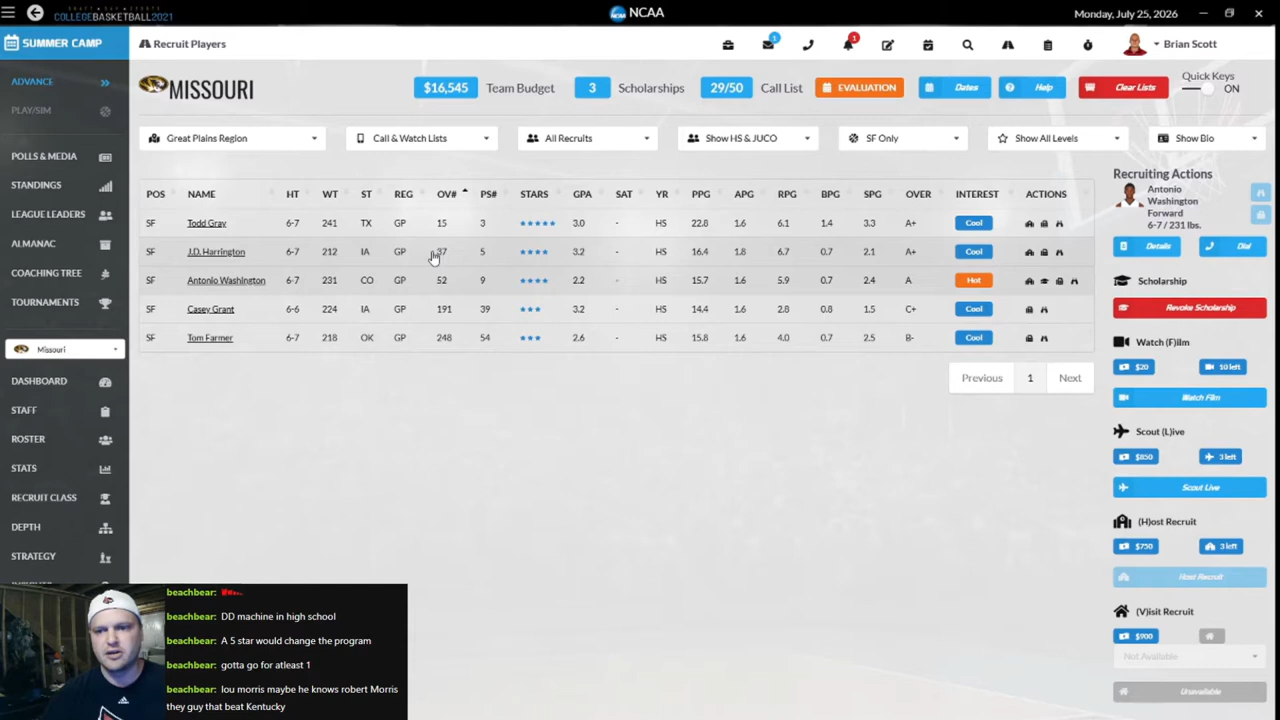 DRAFT DAY SPORTS
COLLEGEBASKETBALL2021
NCAA
Monday, July 25, 2026
SUMMER CAMP
Recruit Players
1
1
Brian Scott
ADVANCE
PLAY/SIM
POLLS & MEDIA
STANDINGS
LEAGUE LEADERS
ALMANAC
COACHING TREE
TOURNAMENTS
Missouri
DASHBOARD
STAFF
ROSTER
STATS
RECRUIT CLASS
DEPTH
STRATEGY
MISSOURI
$16,545 Team Budget 3 Scholarships 29/50 Call List EVALUATION Dates Help Clear Lists
Quick Keys
ON
Great Plains Region Call & Watch Lists All Recruits Show HS & JUCO SF Only Show All Levels Show Bio
POS NAME HT WT ST REG OV# PS# STARS GPA SAT YR PPG APG RPG BPG SPG OVER INTEREST ACTIONS
SF Todd Gray 6-7 241 TX GP 15 3 ★★★★★ 3.0 - HS 22.8 1.6 6.1 1.4 3.3 A+ Cool
SF J.D. Harrington 6-7 212 IA GP 37 5 ★★★★ 3.2 - HS 16.4 1.8 6.7 0.7 2.1 A+ Cool
SF Antonio Washington 6-7 231 CO GP 52 9 ★★★★ 2.2 - HS 15.7 1.6 5.9 0.7 2.4 A Hot
SF Casey Grant 6-6 224 IA GP 191 39 ★★★ 3.2 - HS 14.4 1.6 2.8 0.8 1.5 C+ Cool
SF Tom Farmer 6-7 218 OK GP 248 54 ★★★ 2.6 - HS 15.8 1.6 4.0 0.7 2.5 B- Cool
Previous 1 Next
Recruiting Actions
Antonio
Washington
Forward
6-7 / 231 lbs.
Details Dial
Scholarship
Revoke Scholarship
Watch (F)ilm
$20 10 left
Watch Film
Scout (L)ive
$850 3 left
Scout Live
(H)ost Recruit
$750 3 left
Host Recruit
(V)isit Recruit
$900
Not Available
Unavailable
beachbear:
beachbear: DD machine in high school
beachbear: A 5 star would change the program
beachbear: gotta go for atleast 1
beachbear: lou morris maybe he knows robert Morris
they guy that beat Kentucky